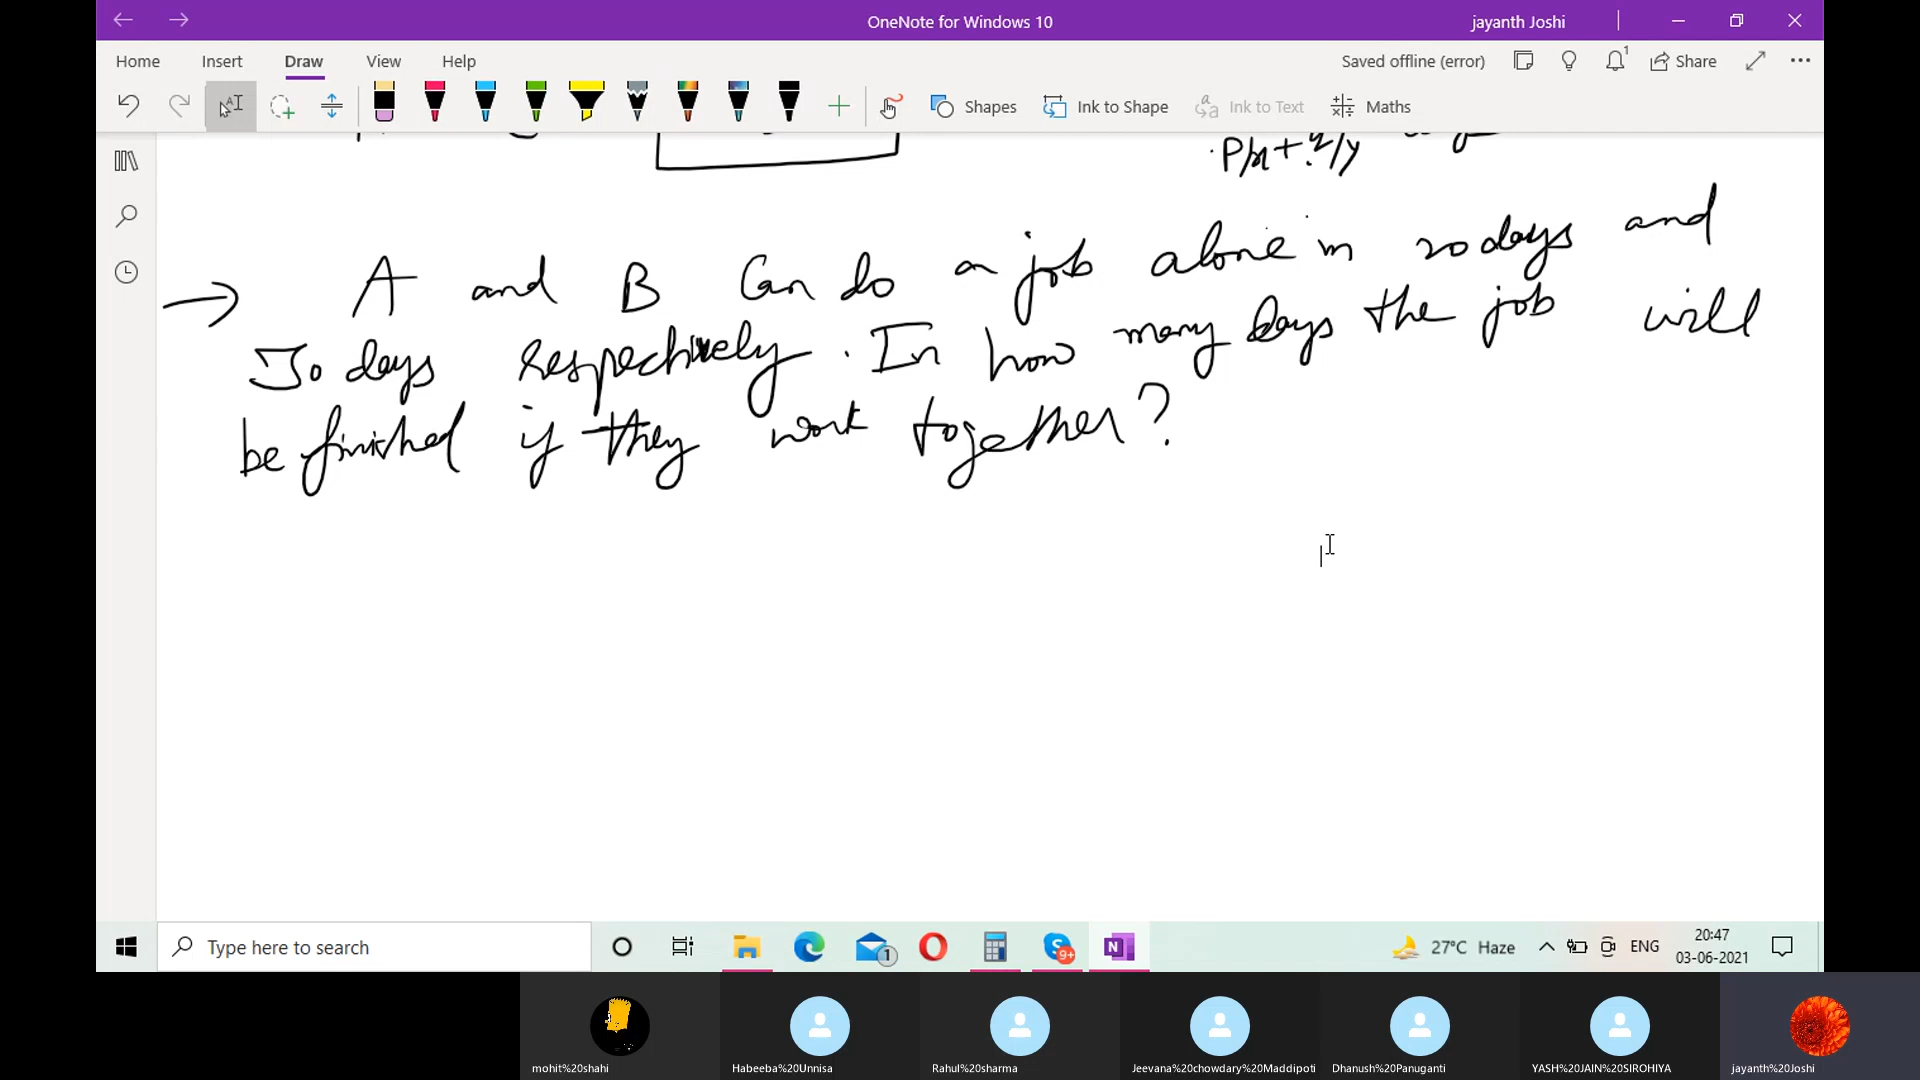 OneNote for Windows 10
jayanth Joshi
Home Insert Draw View Help
Saved offline (error)
1
Share
Shapes
Ink to Shape
Ink to Text
Maths
P/x + q/y
A and B Can do a job alone in 20 days and
30 days respectively. In how many days the job will
be finished if they work together?
Type here to search
1
9+
N
27°C Haze
ENG
20:47
03-06-2021
mohit%20shahi
Habeeba%20Unnisa
Rahul%20sharma
Jeevana%20chowdary%20Maddipoti
Dhanush%20Panuganti
YASH%20JAIN%20SIROHIYA
jayanth%20Joshi